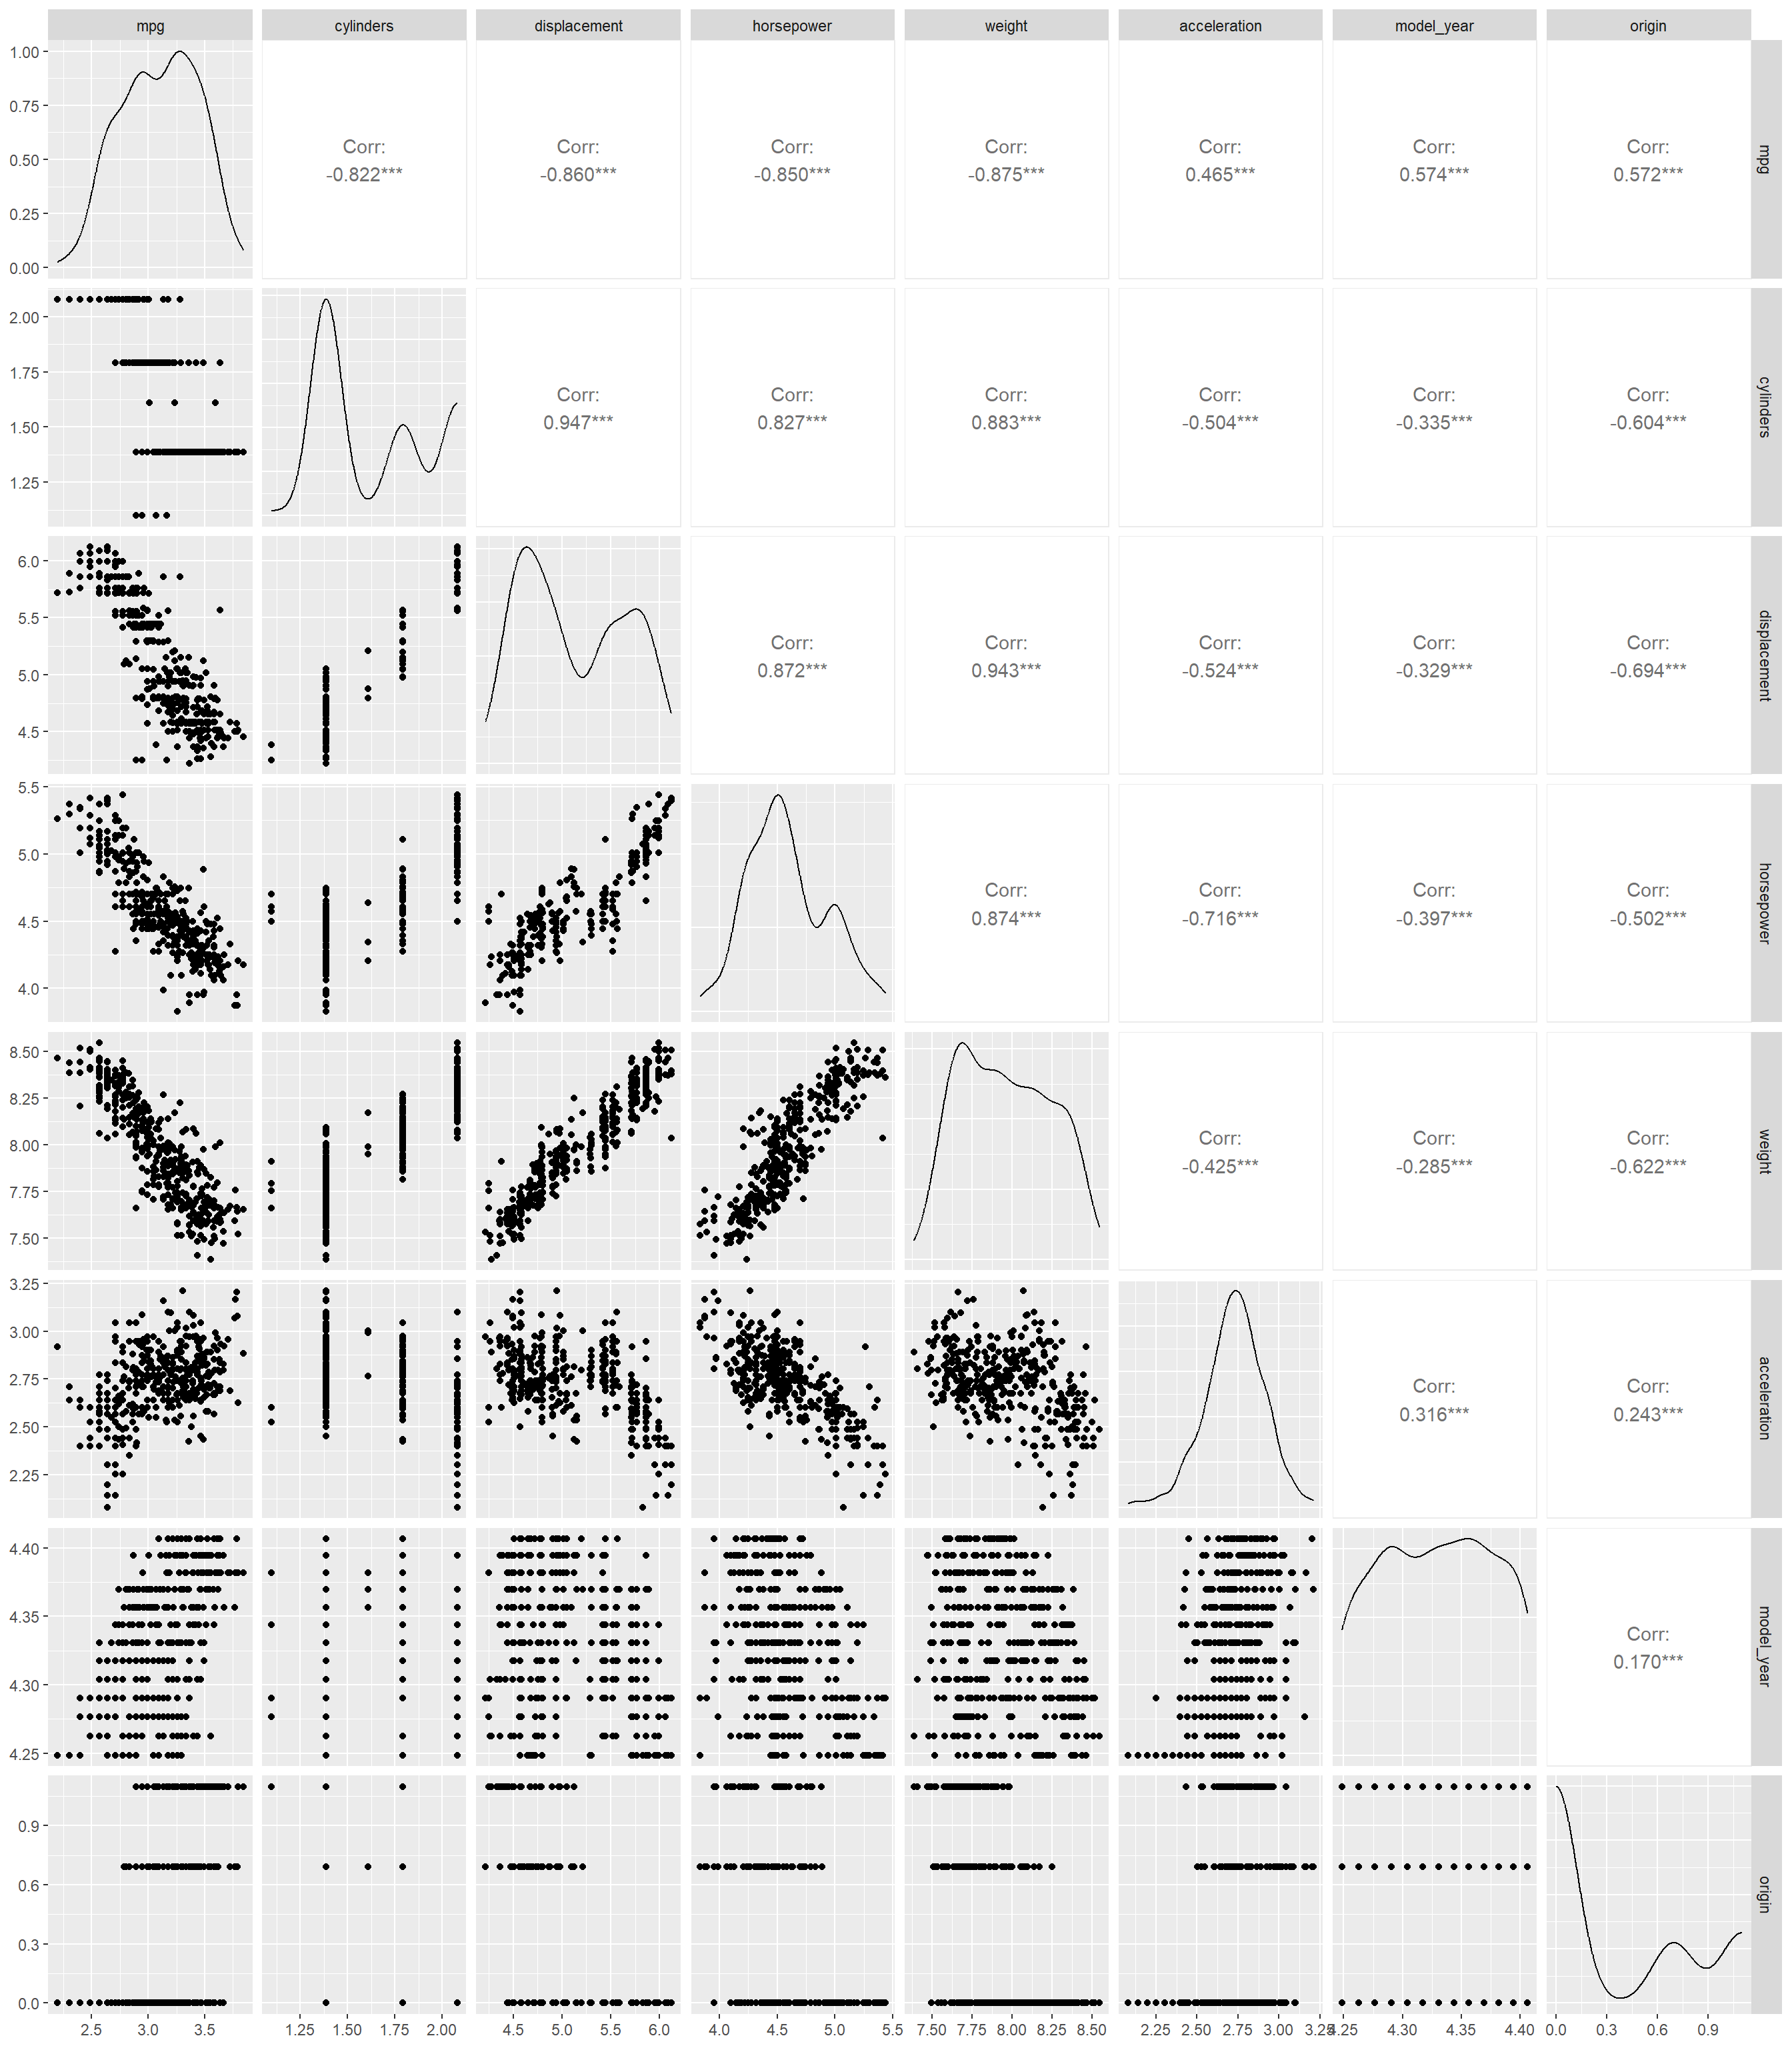 mpg cylinders displacement horsepower weight acceleration model_year origin
1.00
0.75
0.50
0.25
0.00
Corr: Corr: Corr: Corr: Corr: Corr: Corr:
-0.822*** -0.860*** -0.850*** -0.875*** 0.465*** 0.574*** 0.572***
mpg
2.00
1.75
1.50
1.25
Corr: Corr: Corr: Corr: Corr: Corr:
0.947*** 0.827*** 0.883*** -0.504*** -0.335*** -0.604***
cylinders
6.0
5.5
5.0
4.5
Corr: Corr: Corr: Corr: Corr:
0.872*** 0.943*** -0.524*** -0.329*** -0.694***
displacement
5.5
5.0
4.5
4.0
Corr: Corr: Corr: Corr:
0.874*** -0.716*** -0.397*** -0.502***
horsepower
8.50
8.25
8.00
7.75
7.50
Corr: Corr: Corr:
-0.425*** -0.285*** -0.622***
weight
3.25
3.00
2.75
2.50
2.25
Corr: Corr:
0.316*** 0.243***
acceleration
4.40
4.35
4.30
4.25
Corr:
0.170***
model_year
0.9
0.6
0.3
0.0
origin
2.5 3.0 3.5 1.25 1.50 1.75 2.00 4.5 5.0 5.5 6.0 4.0 4.5 5.0 5.5 7.50 7.75 8.00 8.25 8.50 2.25 2.50 2.75 3.00 3.25 4.25 4.30 4.35 4.40 0.0 0.3 0.6 0.9